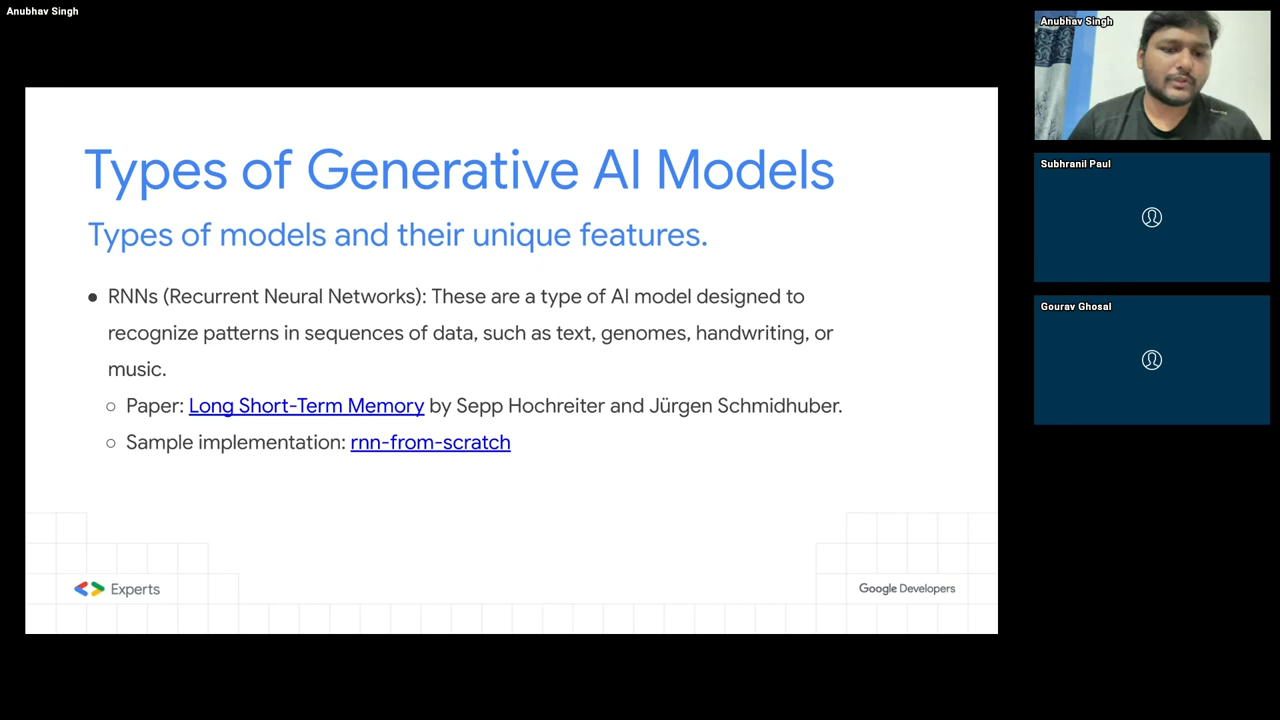 Anubhav Singh
Anubhav Singh
Subhranil Paul
Gourav Ghosal
Types of Generative AI Models
Types of models and their unique features.
● RNNs (Recurrent Neural Networks): These are a type of AI model designed to
recognize patterns in sequences of data, such as text, genomes, handwriting, or
music.
○ Paper: Long Short-Term Memory by Sepp Hochreiter and Jürgen Schmidhuber.
○ Sample implementation: rnn-from-scratch
Experts
Google Developers